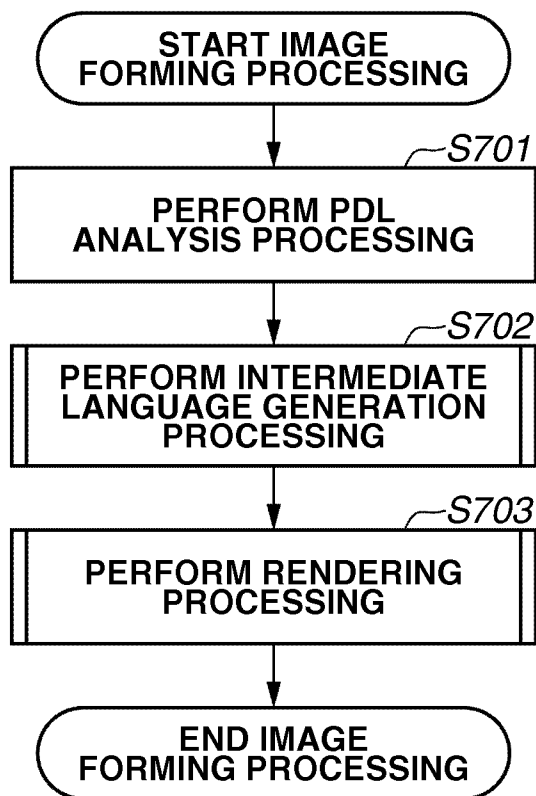 START IMAGE
FORMING PROCESSING
S701
PERFORM PDL
ANALYSIS PROCESSING
S702
PERFORM INTERMEDIATE
LANGUAGE GENERATION
PROCESSING
S703
PERFORM RENDERING
PROCESSING
END IMAGE
FORMING PROCESSING